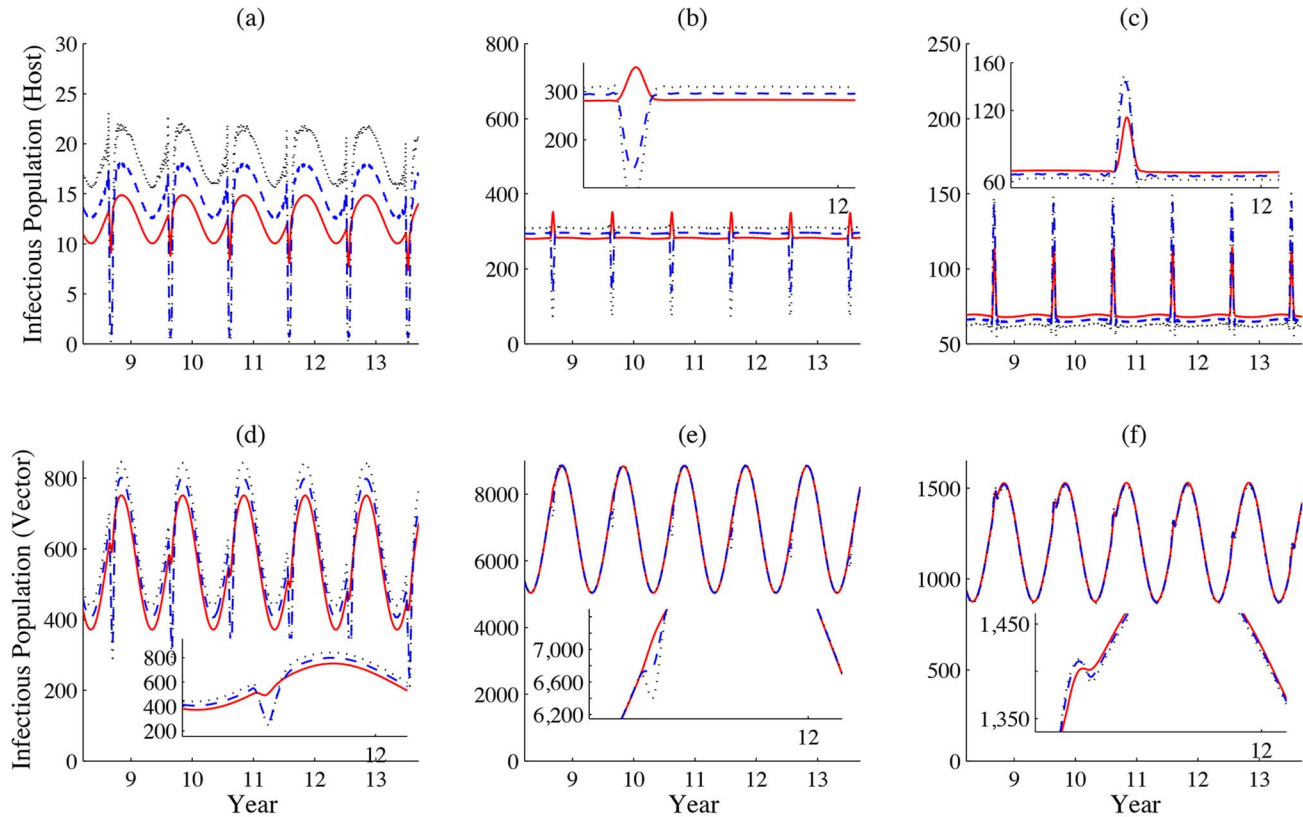 (a)
Infectious Population (Host)
30
25
20
15
10
5
0
9 10 11 12 13
(b)
800
600
400
200
0
300
200
12
9 10 11 12 13
(c)
250
200
150
100
50
160
120
60
12
9 10 11 12 13
(d)
Infectious Population (Vector)
800
600
400
200
0
800
600
400
200
12
9 10 11 12 13
Year
(e)
8000
6000
4000
2000
0
7,000
6,600
6,200
12
9 10 11 12 13
Year
(f)
1500
1000
500
0
1,450
1,350
12
9 10 11 12 13
Year